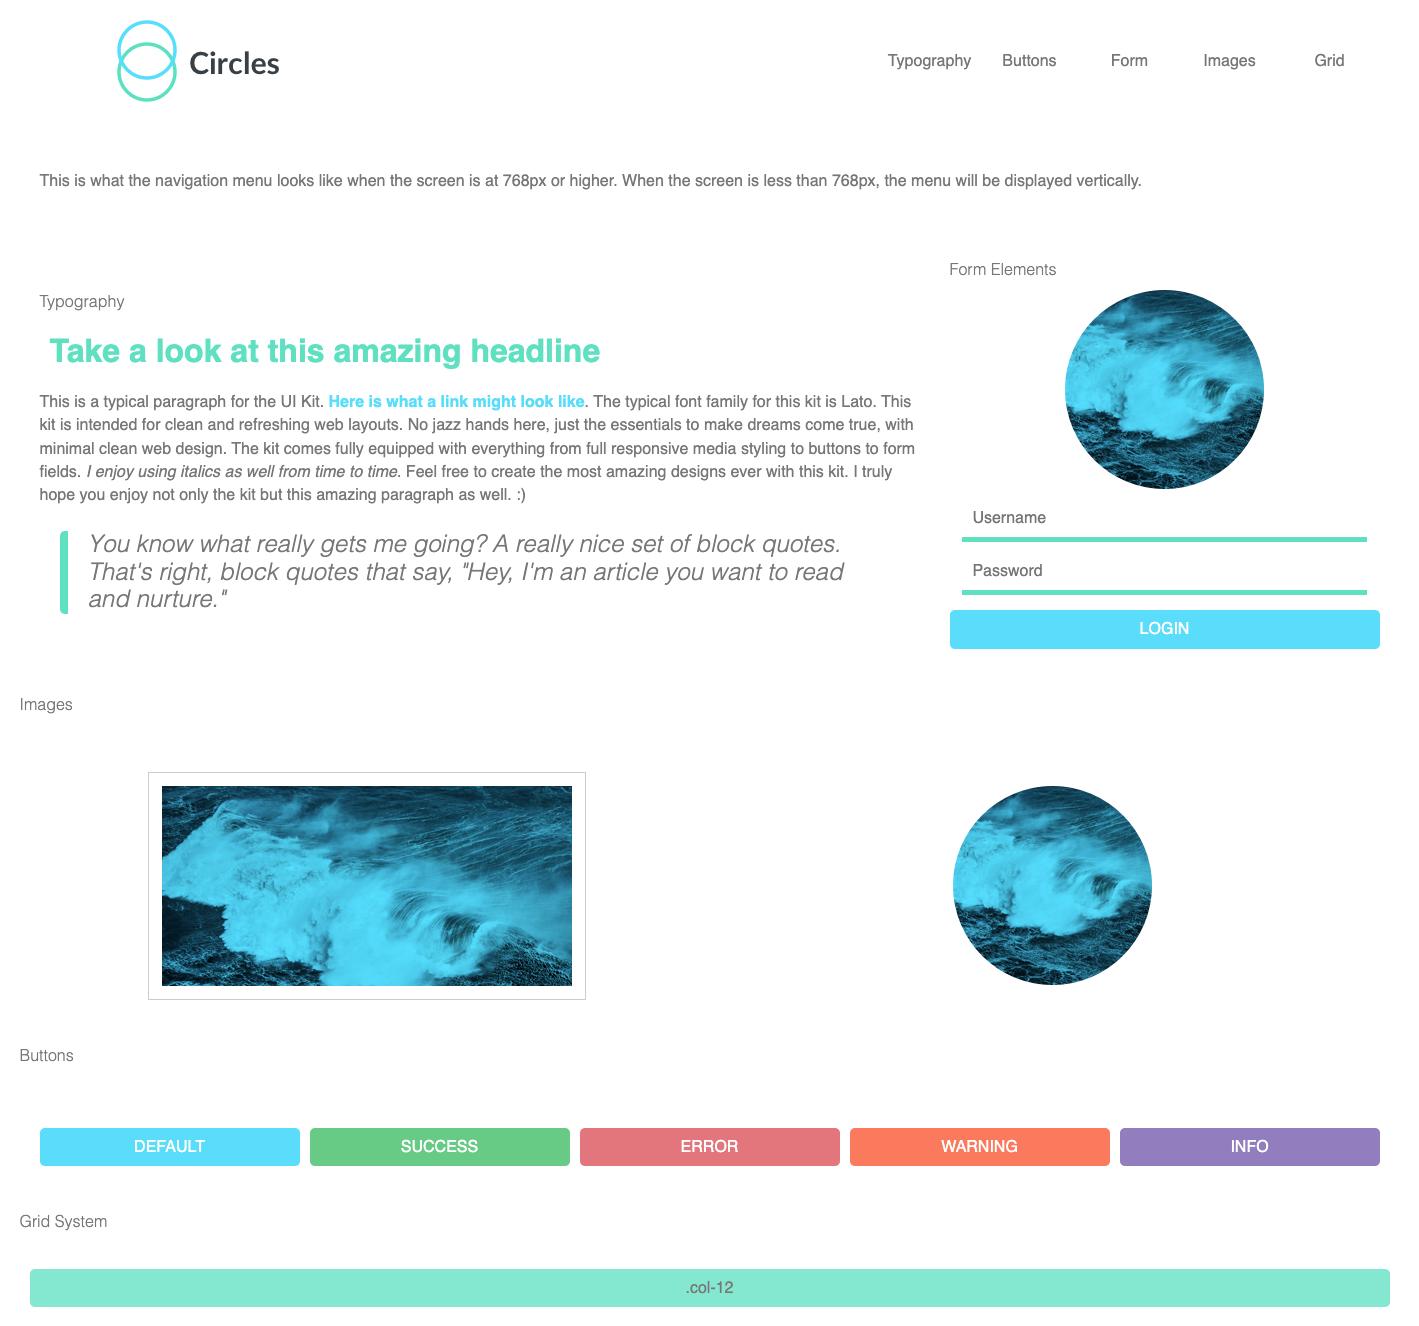 Circles
Typography Buttons Form Images Grid
This is what the navigation menu looks like when the screen is at 768px or higher. When the screen is less than 768px, the menu will be displayed vertically.
Typography
Take a look at this amazing headline
This is a typical paragraph for the UI Kit. Here is what a link might look like. The typical font family for this kit is Lato. This
kit is intended for clean and refreshing web layouts. No jazz hands here, just the essentials to make dreams come true, with
minimal clean web design. The kit comes fully equipped with everything from full responsive media styling to buttons to form
fields. I enjoy using italics as well from time to time. Feel free to create the most amazing designs ever with this kit. I truly
hope you enjoy not only the kit but this amazing paragraph as well. :)
You know what really gets me going? A really nice set of block quotes.
That's right, block quotes that say, "Hey, I'm an article you want to read
and nurture."
Form Elements
Username
Password
LOGIN
Images
Buttons
DEFAULT SUCCESS ERROR WARNING INFO
Grid System
.col-12